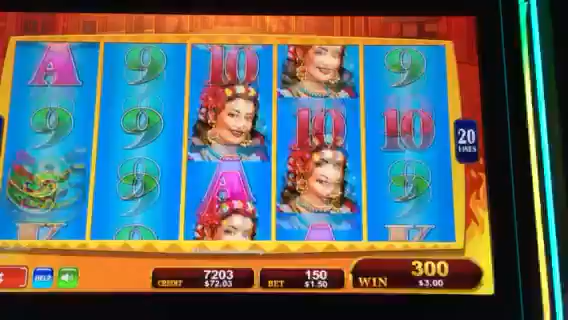 A 9 10 9
9 9 10 10
20
LINES
9 9
K A A K
HELP
7203 150 300
CREDIT $72.03 BET $1.50 WIN $3.00